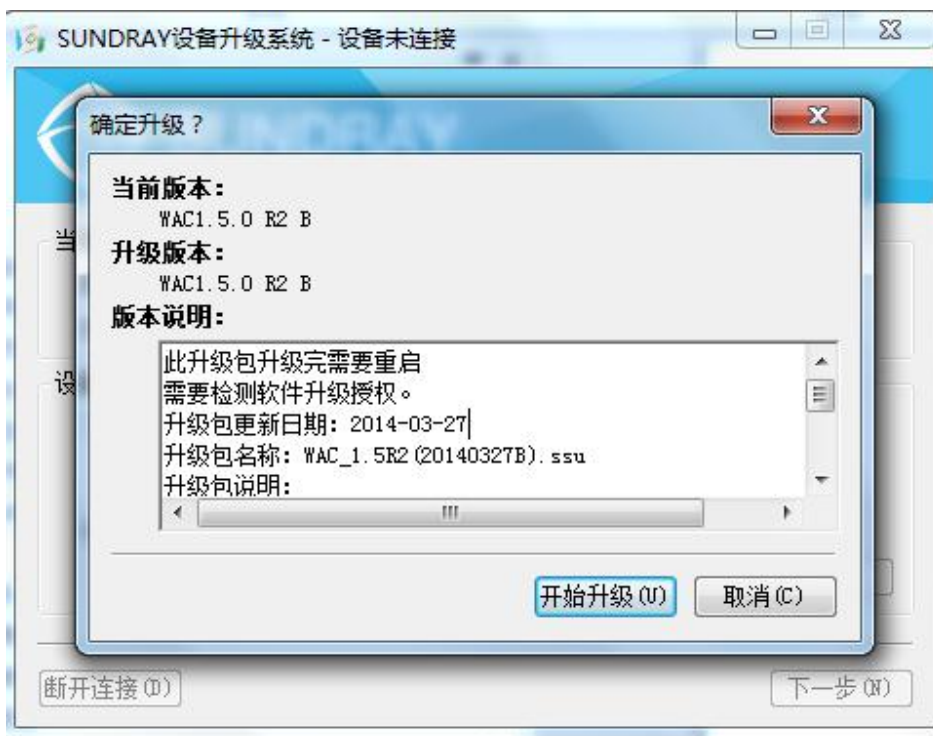 SUNDRAY设备升级系统 - 设备未连接
确定升级？
当前版本：
WAC1.5.0 R2 B
升级版本：
WAC1.5.0 R2 B
版本说明：
此升级包升级完需要重启
需要检测软件升级授权。
升级包更新日期：2014-03-27
升级包名称：WAC_1.5R2(20140327B).ssu
升级包说明：
开始升级(U)
取消(C)
当
设
断开连接(D)
下一步(N)